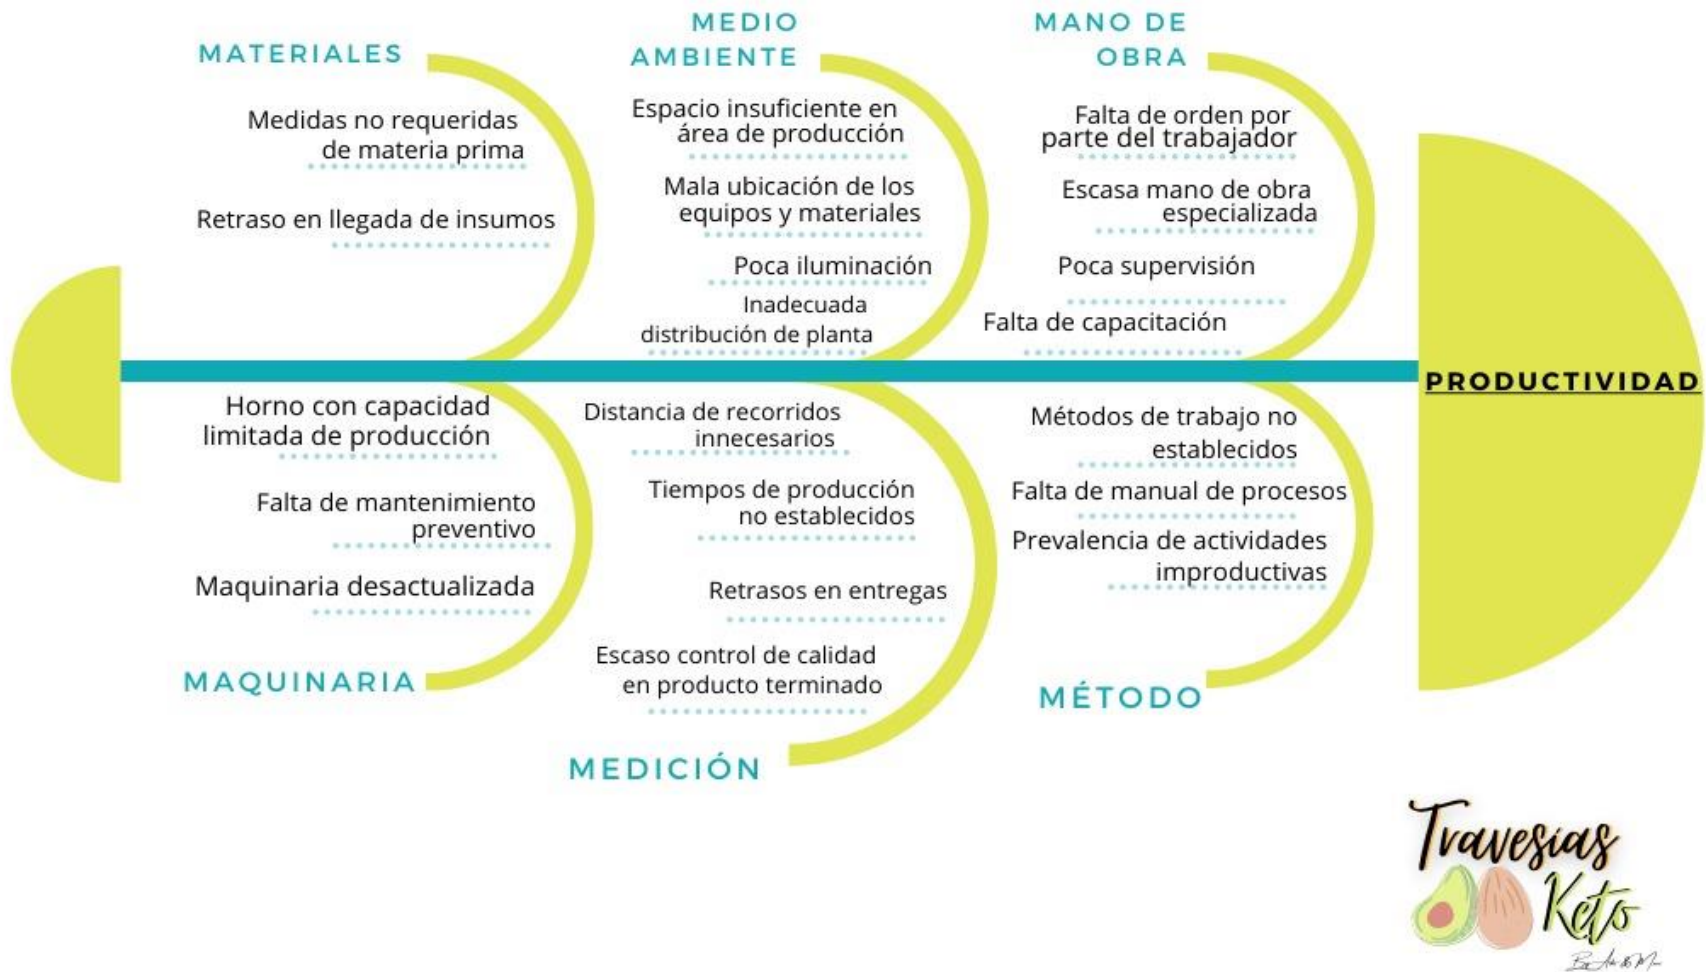 MATERIALES
Medidas no requeridas
de materia prima
Retraso en llegada de insumos
MEDIO
AMBIENTE
Espacio insuficiente en
área de producción
Mala ubicación de los
equipos y materiales
Poca iluminación
Inadecuada
distribución de planta
MANO DE
OBRA
Falta de orden por
parte del trabajador
Escasa mano de obra
especializada
Poca supervisión
Falta de capacitación
PRODUCTIVIDAD
Horno con capacidad
limitada de producción
Falta de mantenimiento
preventivo
Maquinaria desactualizada
MAQUINARIA
Distancia de recorridos
innecesarios
Tiempos de producción
no establecidos
Retrasos en entregas
Escaso control de calidad
en producto terminado
MEDICIÓN
Métodos de trabajo no
establecidos
Falta de manual de procesos
Prevalencia de actividades
improductivas
MÉTODO
Travesías
Keto